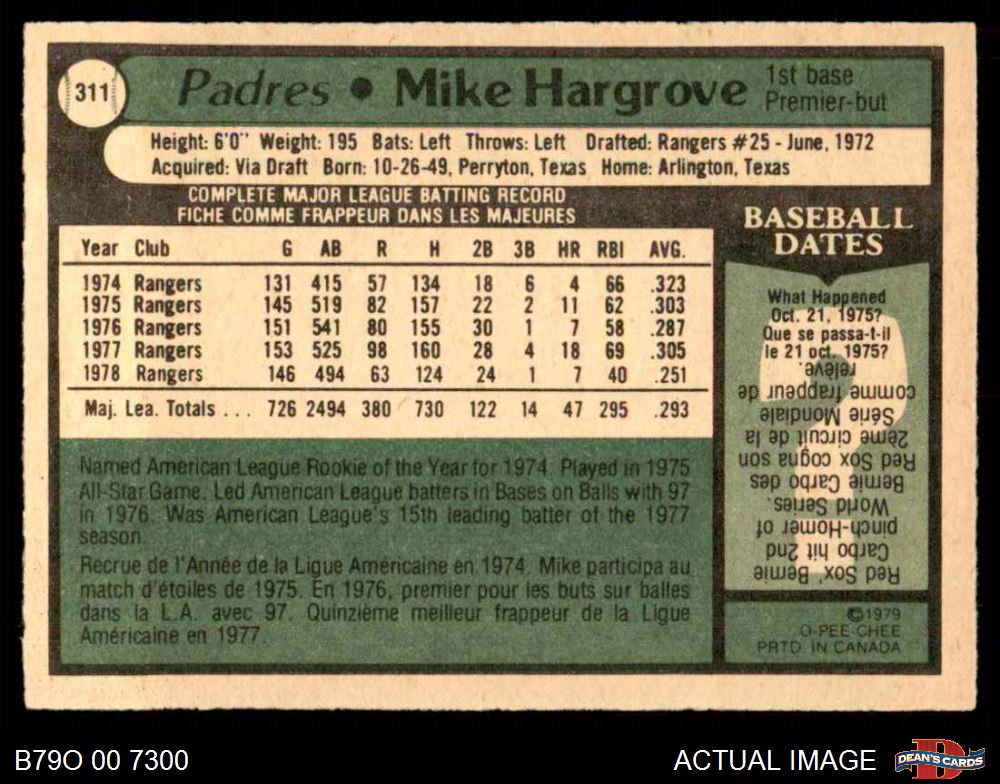 311
Padres • Mike Hargrove 1st base
Premier-but
Height: 6'0" Weight: 195 Bats: Left Throws: Left Drafted: Rangers #25 - June, 1972
Acquired: Via Draft Born: 10-26-49, Perryton, Texas Home: Arlington, Texas
COMPLETE MAJOR LEAGUE BATTING RECORD
FICHE COMME FRAPPEUR DANS LES MAJEURES
Year Club G AB R H 2B 3B HR RBI AVG.
1974 Rangers 131 415 57 134 18 6 4 66 .323
1975 Rangers 145 519 82 157 22 2 11 62 .303
1976 Rangers 151 541 80 155 30 1 7 58 .287
1977 Rangers 153 525 98 160 28 4 18 69 .305
1978 Rangers 146 494 63 124 24 1 7 40 .251
Maj. Lea. Totals . . . 726 2494 380 730 122 14 47 295 .293
Named American League Rookie of the Year for 1974. Played in 1975
All-Star Game. Led American League batters in Bases on Balls with 97
in 1976. Was American League's 15th leading batter of the 1977
season.
Recrue de l'Année de la Ligue Américaine en 1974. Mike participa au
match d'étoiles de 1975. En 1976, premier pour les buts sur balles
dans la L.A. avec 97. Quinzième meilleur frappeur de la Ligue
Américaine en 1977.
BASEBALL
DATES
What Happened
Oct. 21, 1975?
Que se passa-t-il
le 21 oct. 1975?
Red Sox' Bernie
Carbo hit 2nd
pinch-Homer of
World Series.
Bernie Carbo des
Red Sox cogna son
2ème circuit de la
Série Mondiale
comme frappeur de
relève.
©1979
O-PEE-CHEE
PRTD. IN CANADA
B79O 00 7300
ACTUAL IMAGE
D
DEAN'S CARDS